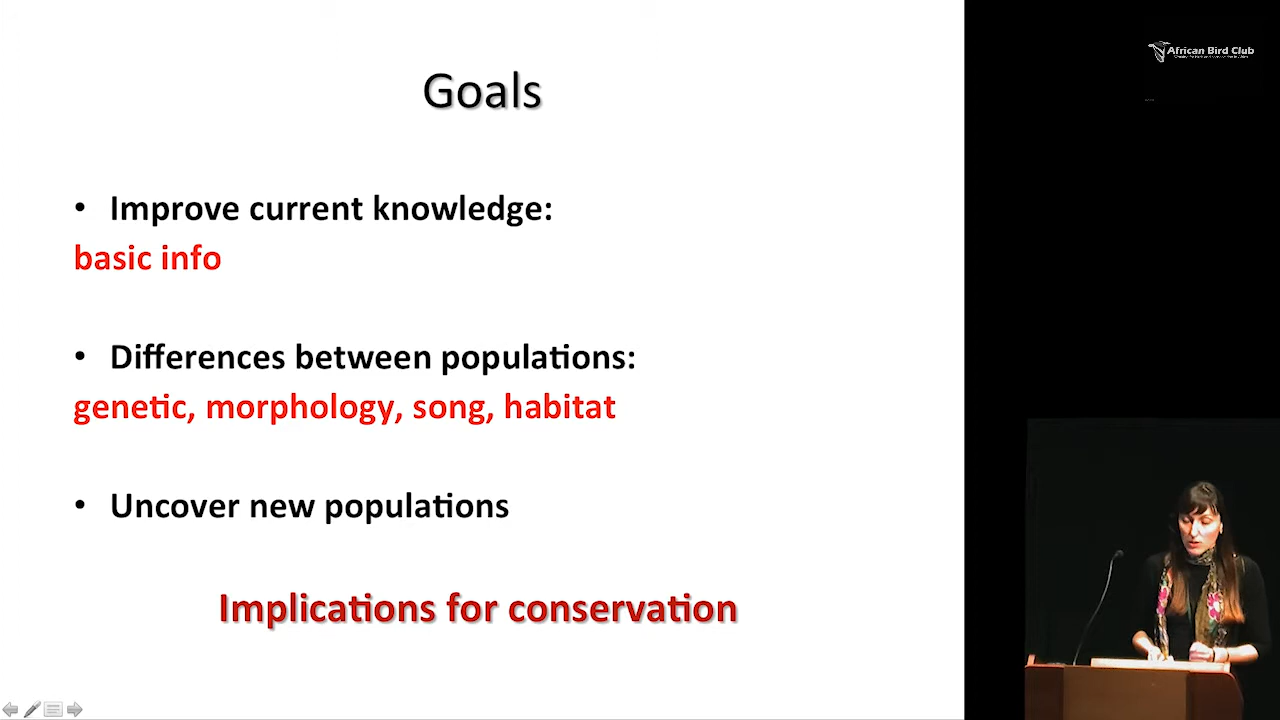 African Bird Club
Goals
• Improve current knowledge:
basic info
• Differences between populations:
genetic, morphology, song, habitat
• Uncover new populations
Implications for conservation